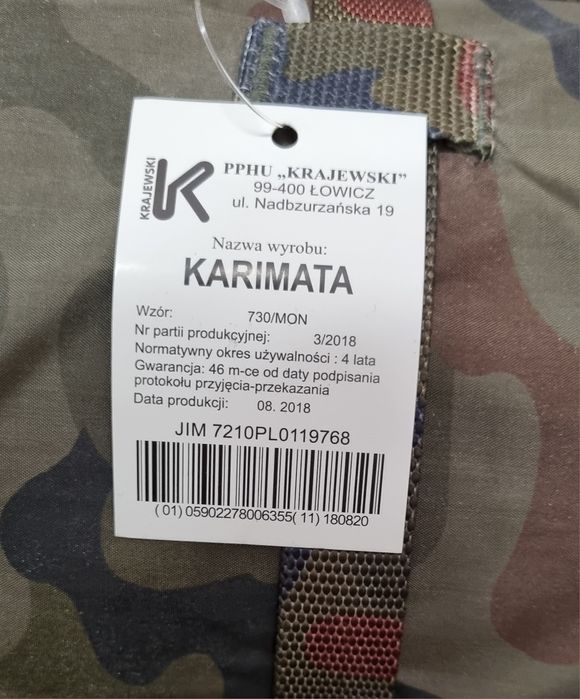 KRAJEWSKI
PPHU „KRAJEWSKI”
99-400 ŁOWICZ
ul. Nadbzurzańska 19
Nazwa wyrobu:
KARIMATA
Wzór: 730/MON
Nr partii produkcyjnej: 3/2018
Normatywny okres używalności : 4 lata
Gwarancja: 46 m-ce od daty podpisania
protokołu przyjęcia-przekazania
Data produkcji: 08. 2018
JIM 7210PL0119768
( 01) 05902278006355( 11) 180820